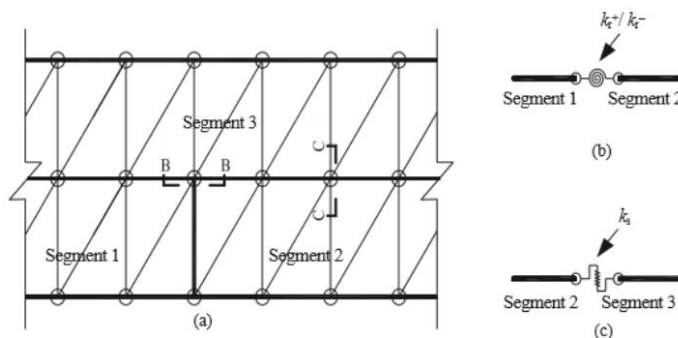 Segment 3
B B
C
C
Segment 1 Segment 2
(a)
kr+/ kr−
Segment 1 Segment 2
(b)
ks
Segment 2 Segment 3
(c)